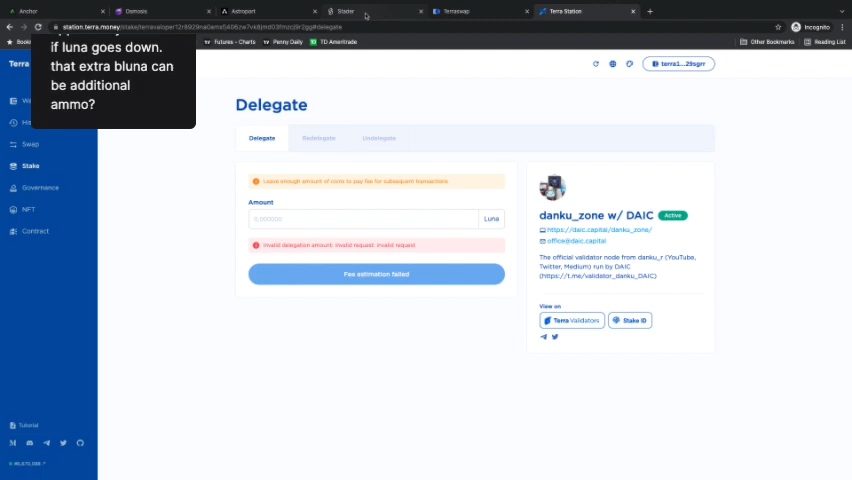 Anchor
Osmosis
Astroport
Stader
Terraswap
Terra Station
Incognito
Futures - Charts
Penny Daily
TD Ameritrade
Other Bookmarks
Reading List
if luna goes down.
that extra bluna can
be additional
ammo?
Terra
terra1...29sgrr
Swap
Stake
Governance
NFT
Contract
Tutorial
Delegate
Delegate
Redelegate
Undelegate
Leave enough amount of coins to pay fee for subsequent transactions
Amount
0.000000
Luna
Invalid delegation amount: invalid request: invalid request
Fee estimation failed
danku_zone w/ DAIC
Active
https://daic.capital/danku_zone/
office@daic.capital
The official validator node from danku_r (YouTube,
Twitter, Medium) run by DAIC
(https://t.me/validator_danku_DAIC)
View on
Terra Validators
Stake ID